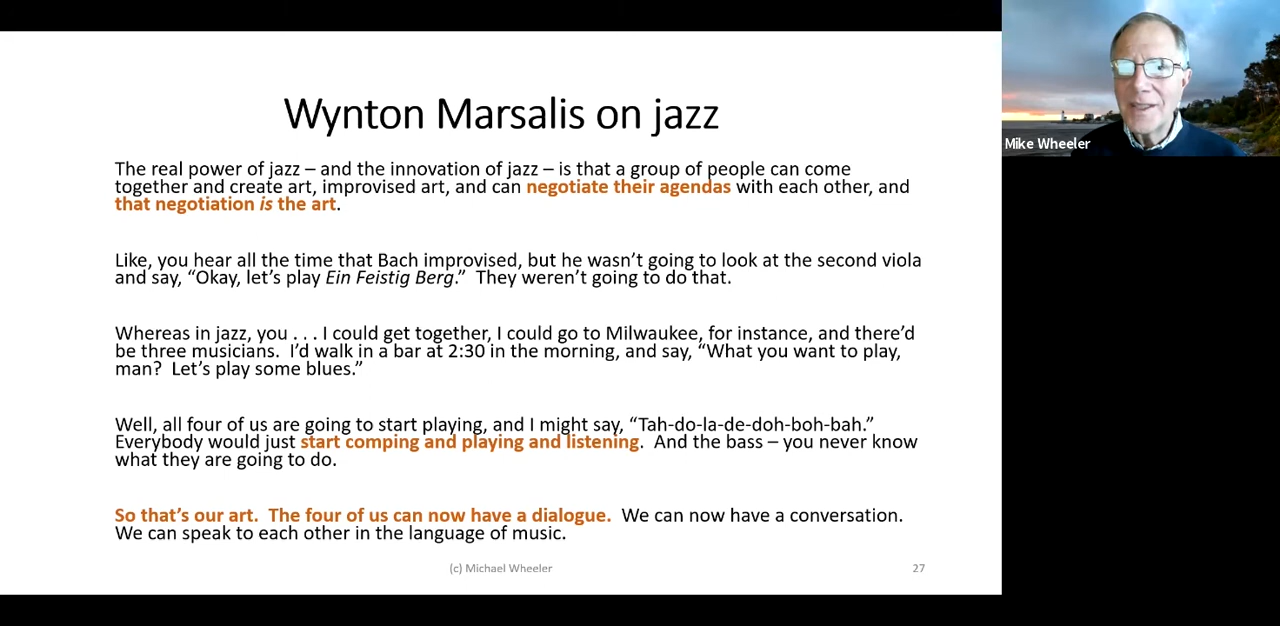 Wynton Marsalis on jazz
The real power of jazz – and the innovation of jazz – is that a group of people can come
together and create art, improvised art, and can negotiate their agendas with each other, and
that negotiation is the art.
Like, you hear all the time that Bach improvised, but he wasn’t going to look at the second viola
and say, “Okay, let’s play Ein Feistig Berg.”  They weren’t going to do that.
Whereas in jazz, you . . . I could get together, I could go to Milwaukee, for instance, and there’d
be three musicians.  I’d walk in a bar at 2:30 in the morning, and say, “What you want to play,
man?  Let’s play some blues.”
Well, all four of us are going to start playing, and I might say, “Tah-do-la-de-doh-boh-bah.”
Everybody would just start comping and playing and listening.  And the bass – you never know
what they are going to do.
So that’s our art.  The four of us can now have a dialogue.  We can now have a conversation.
We can speak to each other in the language of music.
(c) Michael Wheeler
27
Mike Wheeler